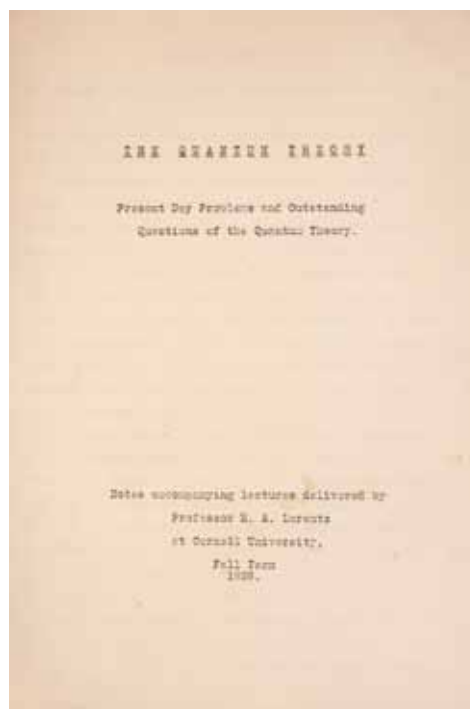 THE QUANTUM THEORY
Present Day Problems and Outstanding
Questions of the Quantum Theory.
Notes accompanying lectures delivered by
Professor H. A. Lorentz
at Cornell University,
Fall Term